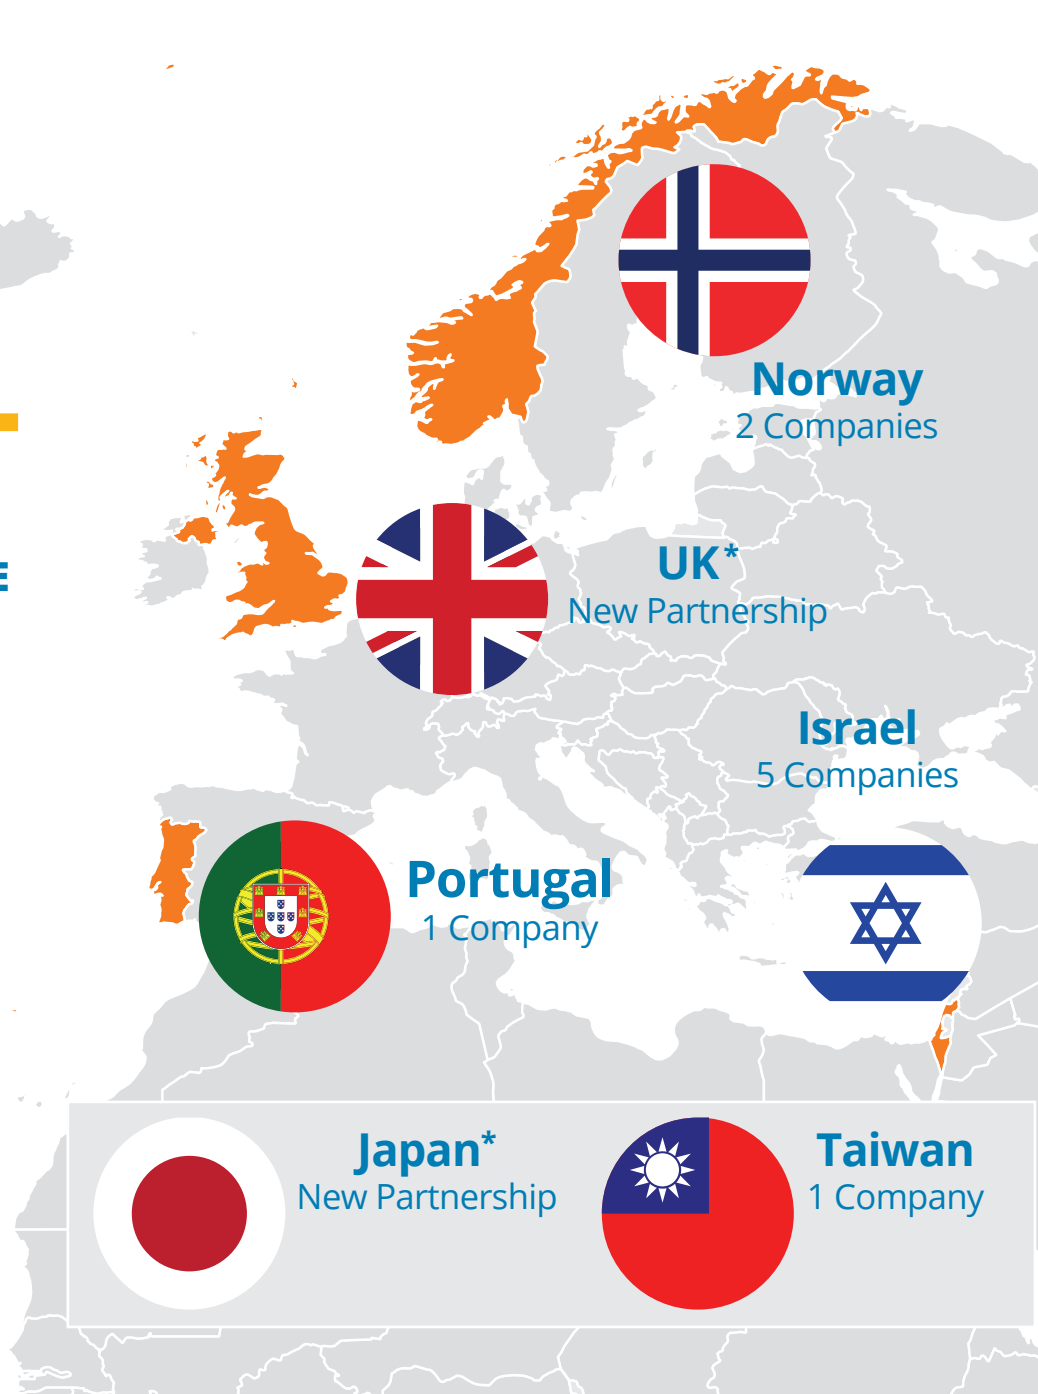 Norway
2 Companies
UK*
New Partnership
E
Israel
5 Companies
Portugal
1 Company
Japan*
New Partnership
Taiwan
1 Company